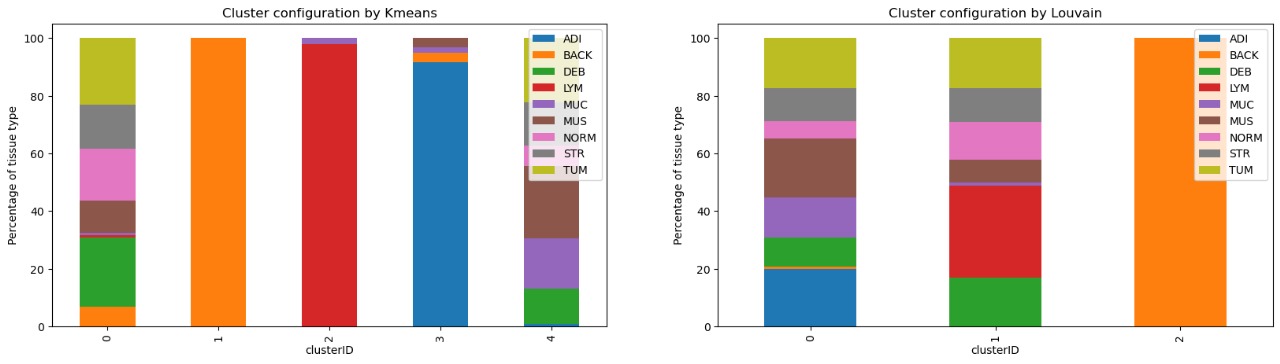 Cluster configuration by Kmeans
Percentage of tissue type
100
80
60
40
20
0
0
1
2
3
4
clusterID
ADI
BACK
DEB
LYM
MUC
MUS
NORM
STR
TUM
Cluster configuration by Louvain
Percentage of tissue type
100
80
60
40
20
0
0
1
2
clusterID
ADI
BACK
DEB
LYM
MUC
MUS
NORM
STR
TUM